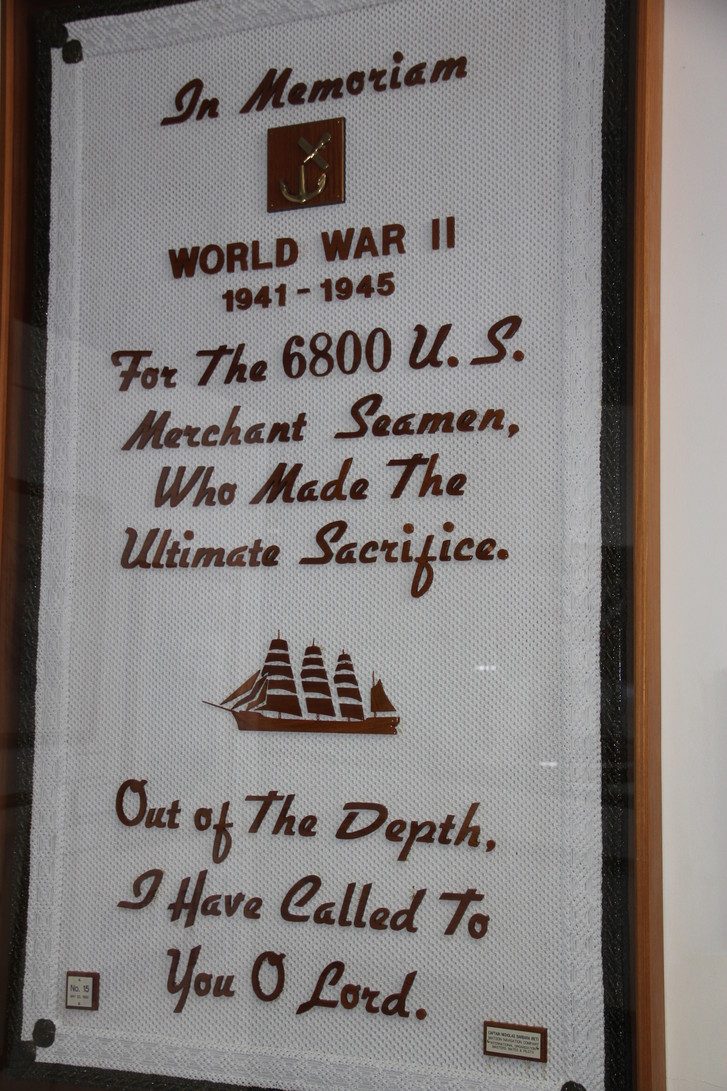 In Memoriam
WORLD WAR II
1941-1945
For The 6800 U.S.
Merchant Seamen,
Who Made The
Ultimate Sacrifice.
Out of The Depth,
I Have Called To
You O Lord.
No. 15